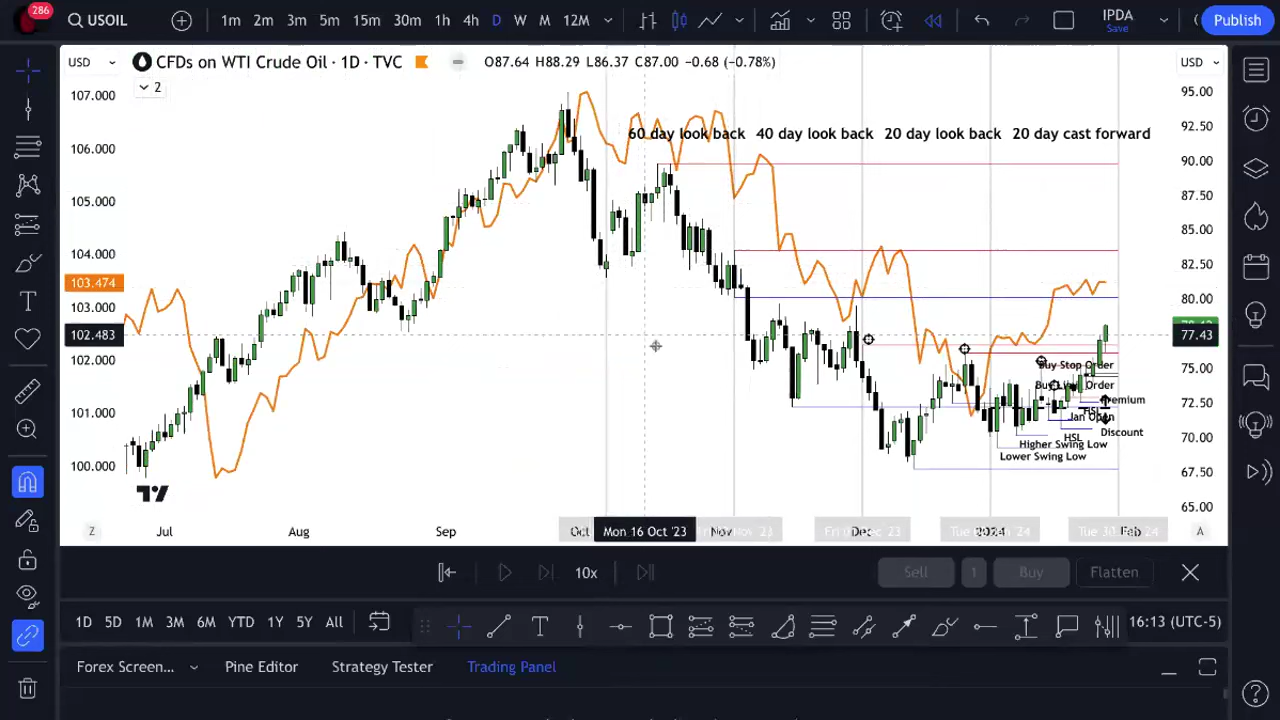 286
USOIL
1m 2m 3m 5m 15m 30m 1h 4h D W M 12M
IPDA
Save
Publish
USD
CFDs on WTI Crude Oil · 1D · TVC
O87.64 H88.29 L86.37 C87.00 −0.68 (−0.78%)
USD
2
107.000
106.000
105.000
104.000
103.474
103.000
102.483
102.000
101.000
100.000
60 day look back
40 day look back
20 day look back
20 day cast forward
95.00
92.50
90.00
87.50
85.00
82.50
80.00
77.43
75.00
72.50
70.00
67.50
65.00
Buy Stop Order
Premium
Jan Open
Discount
HSL
Higher Swing Low
Lower Swing Low
Z
Jul
Aug
Sep
Oct
Mon 16 Oct '23
Nov
Dec
2024
Feb
A
10x
Sell
1
Buy
Flatten
1D 5D 1M 3M 6M YTD 1Y 5Y All
16:13 (UTC-5)
Forex Screen...
Pine Editor
Strategy Tester
Trading Panel